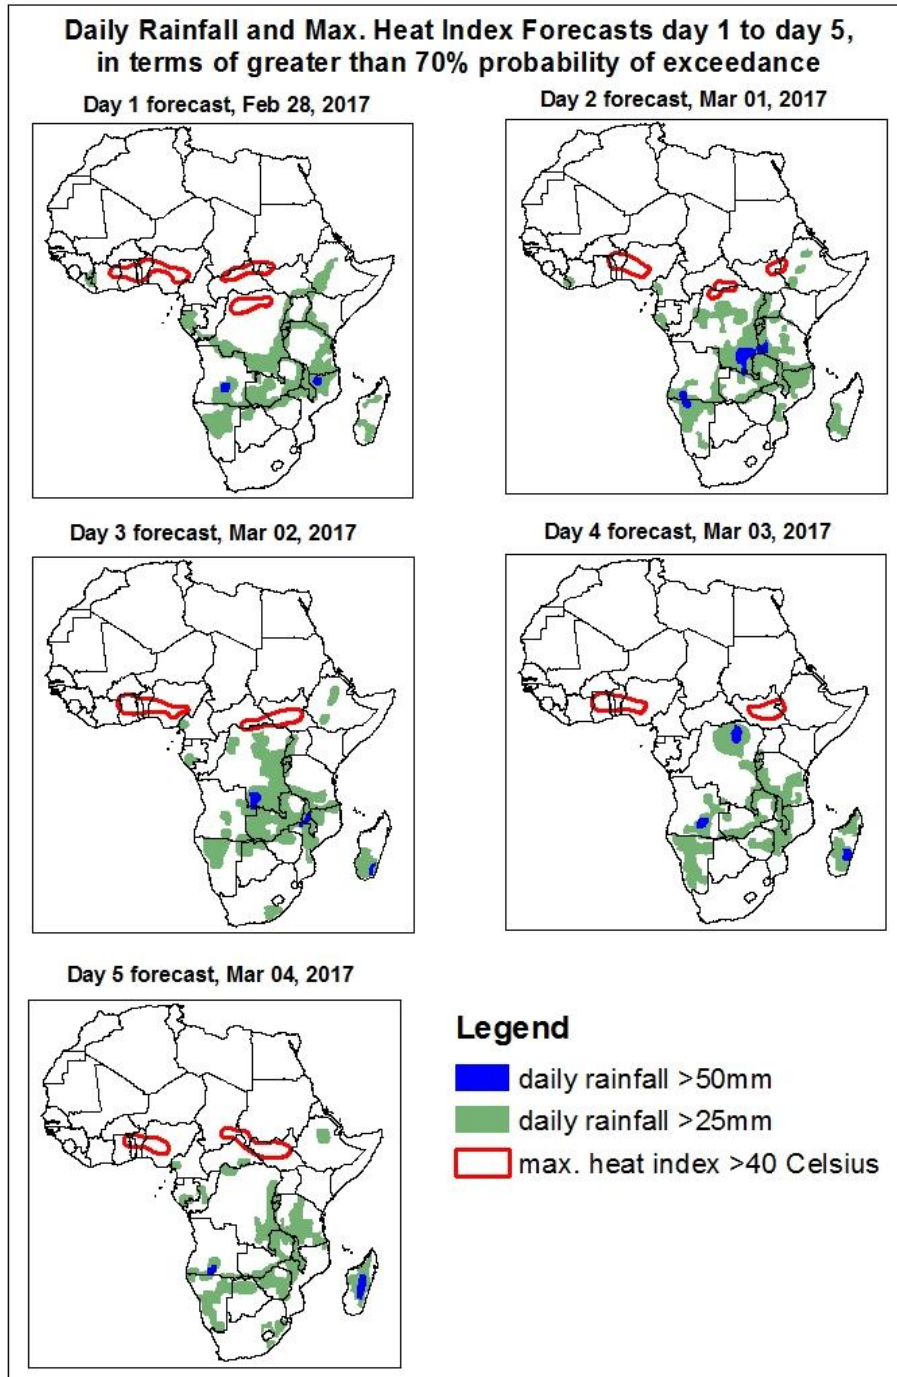 Daily Rainfall and Max. Heat Index Forecasts day 1 to day 5,
in terms of greater than 70% probability of exceedance
Day 1 forecast, Feb 28, 2017
Day 2 forecast, Mar 01, 2017
Day 3 forecast, Mar 02, 2017
Day 4 forecast, Mar 03, 2017
Day 5 forecast, Mar 04, 2017
Legend
daily rainfall >50mm
daily rainfall >25mm
max. heat index >40 Celsius